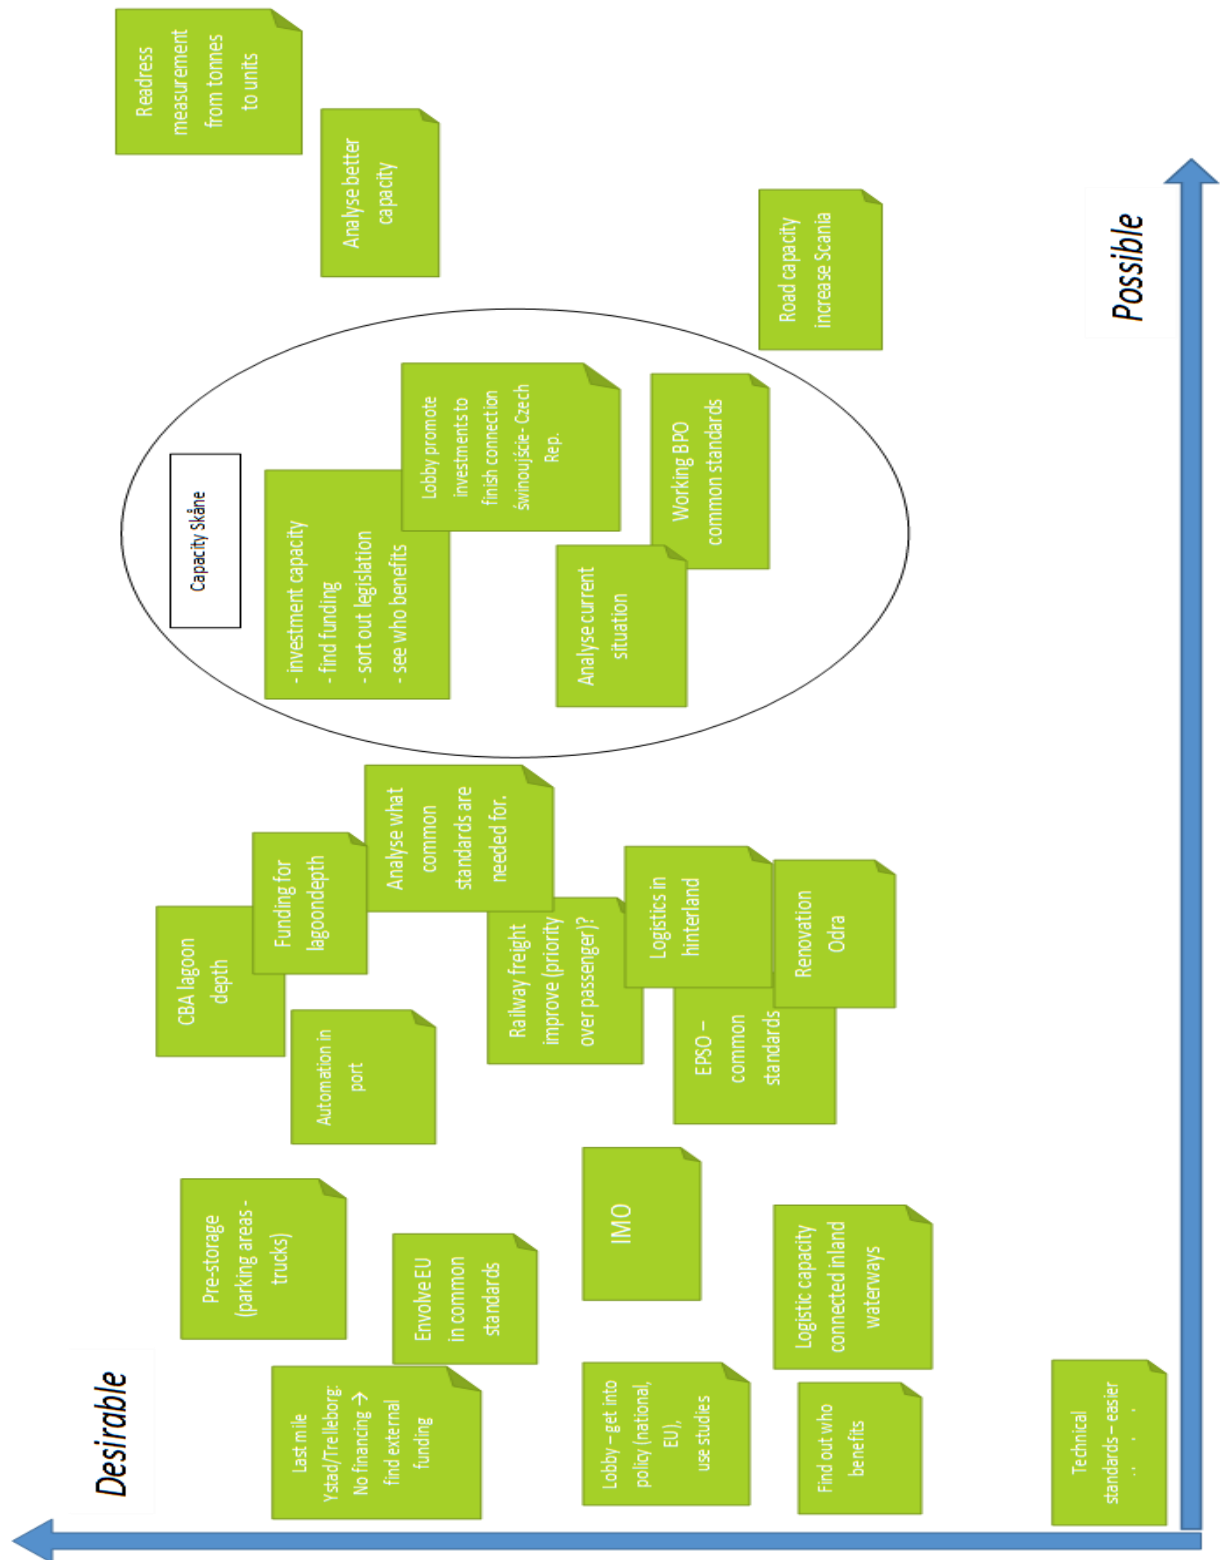 Desirable
Last mile
Ystad/Trelleborg:
No financing →
find external
funding
Pre-storage
(parking areas -
trucks)
Envolve EU
in common
standards
Lobby – get into
policy (national,
EU),
use studies
Find out who
benefits
Technical
standards – easier
IMO
Logistic capacity
connected inland
waterways
CBA lagoon
depth
Funding for
lagoondepth
Automation in
port
Analyse what
common
standards are
needed for.
Railway freight
improve (priority
over passenger)?
Logistics in
hinterland
EPSO –
common
standards
Renovation
Odra
Capacity Skåne
- investment capacity
- find funding
- sort out legislation
- see who benefits
Lobby promote
investments to
finish connection
świnoujście- Czech
Rep.
Analyse current
situation
Working BPO
common standards
Readress
measurement
from tonnes
to units
Analyse better
capacity
Road capacity
increase Scania
Possible